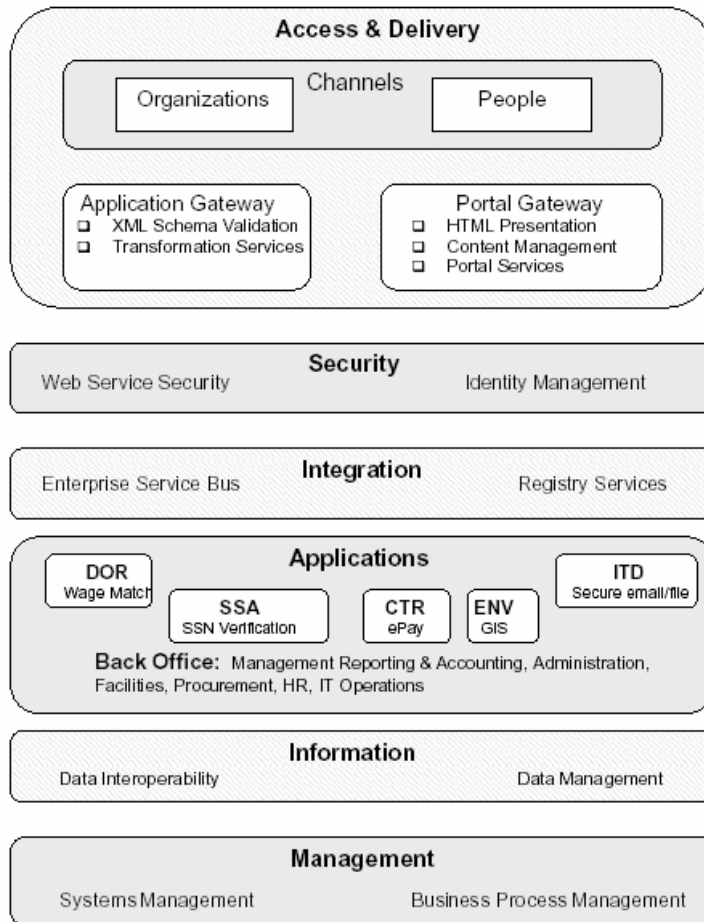 Access & Delivery
Channels
Organizations
People
Application Gateway
❑ XML Schema Validation
❑ Transformation Services
Portal Gateway
❑ HTML Presentation
❑ Content Management
❑ Portal Services
Security
Web Service Security
Identity Management
Integration
Enterprise Service Bus
Registry Services
Applications
DOR
Wage Match
SSA
SSN Verification
CTR
ePay
ENV
GIS
ITD
Secure email/file
Back Office: Management Reporting & Accounting, Administration,
Facilities, Procurement, HR, IT Operations
Information
Data Interoperability
Data Management
Management
Systems Management
Business Process Management